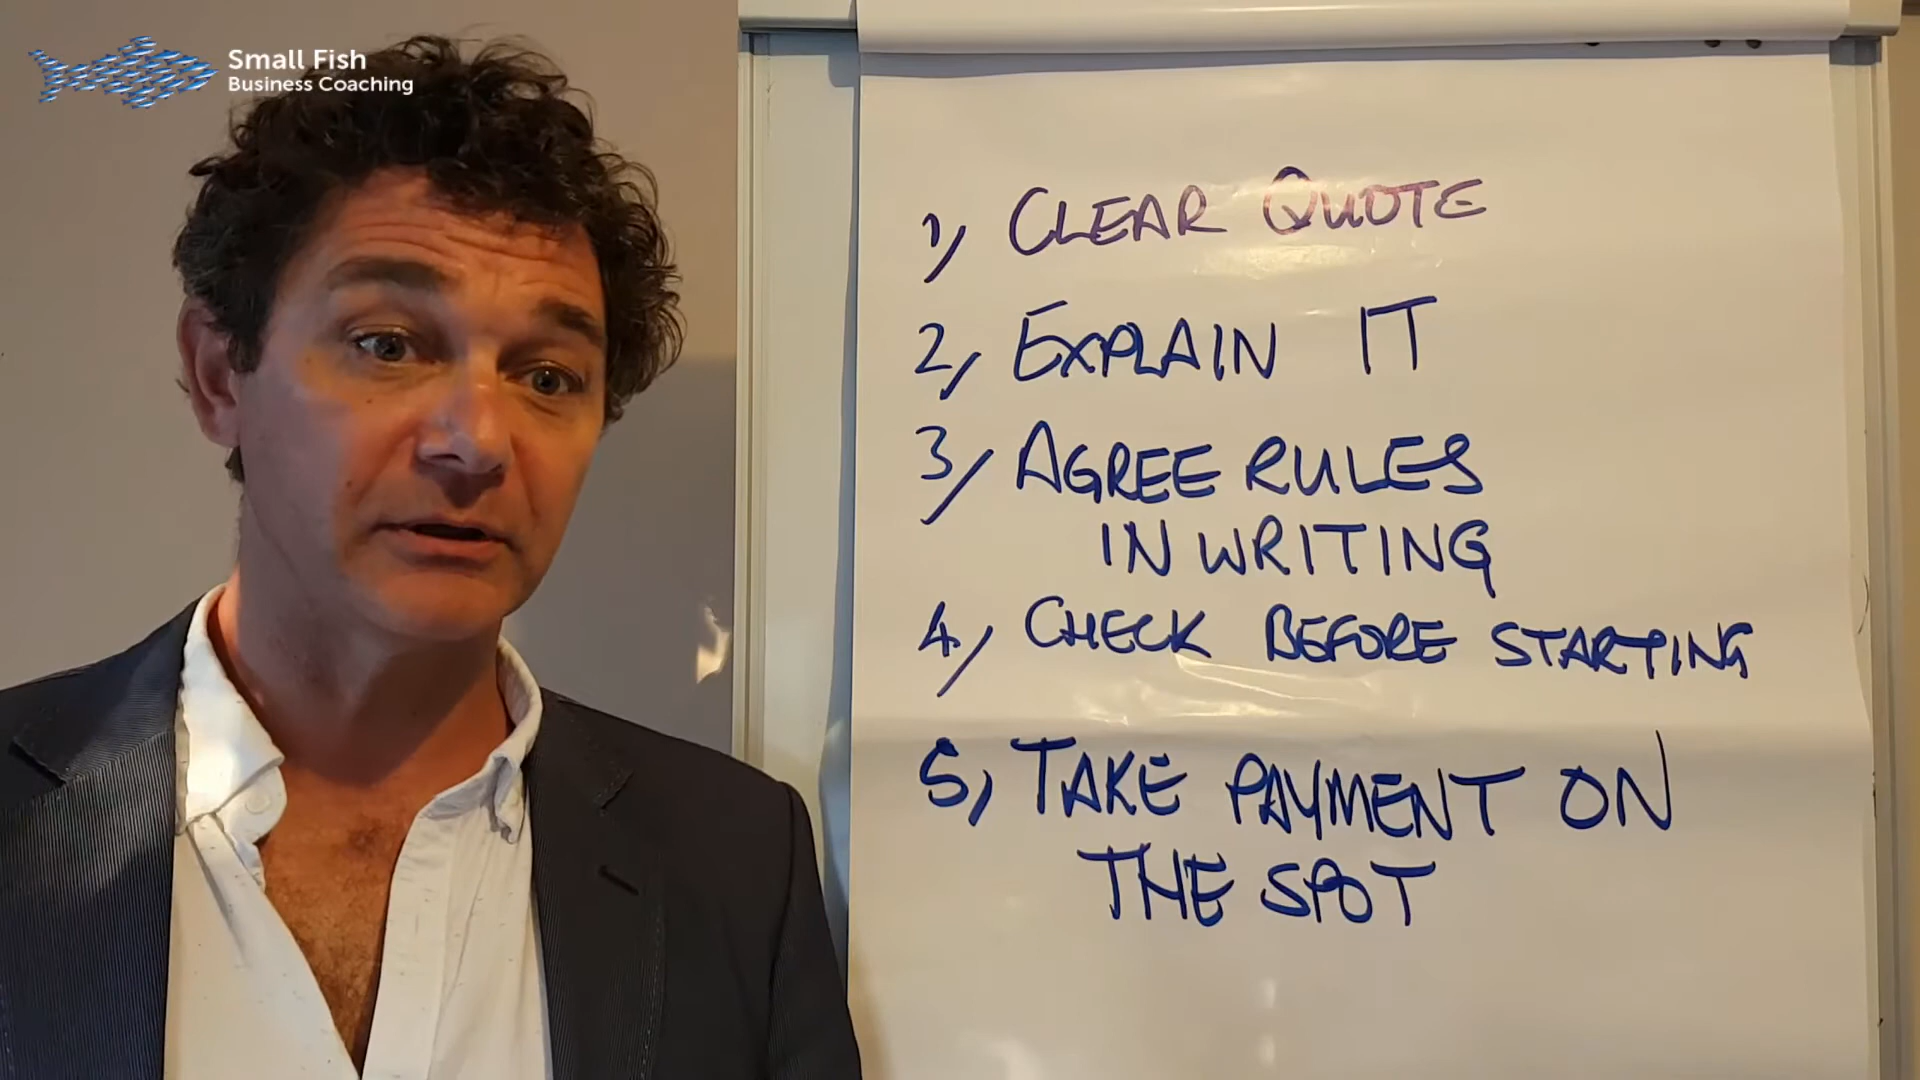 Small Fish
Business Coaching
1, CLEAR QUOTE
2, EXPLAIN IT
3, AGREE RULES
IN WRITING
4, CHECK BEFORE STARTING
5, TAKE PAYMENT ON
THE SPOT